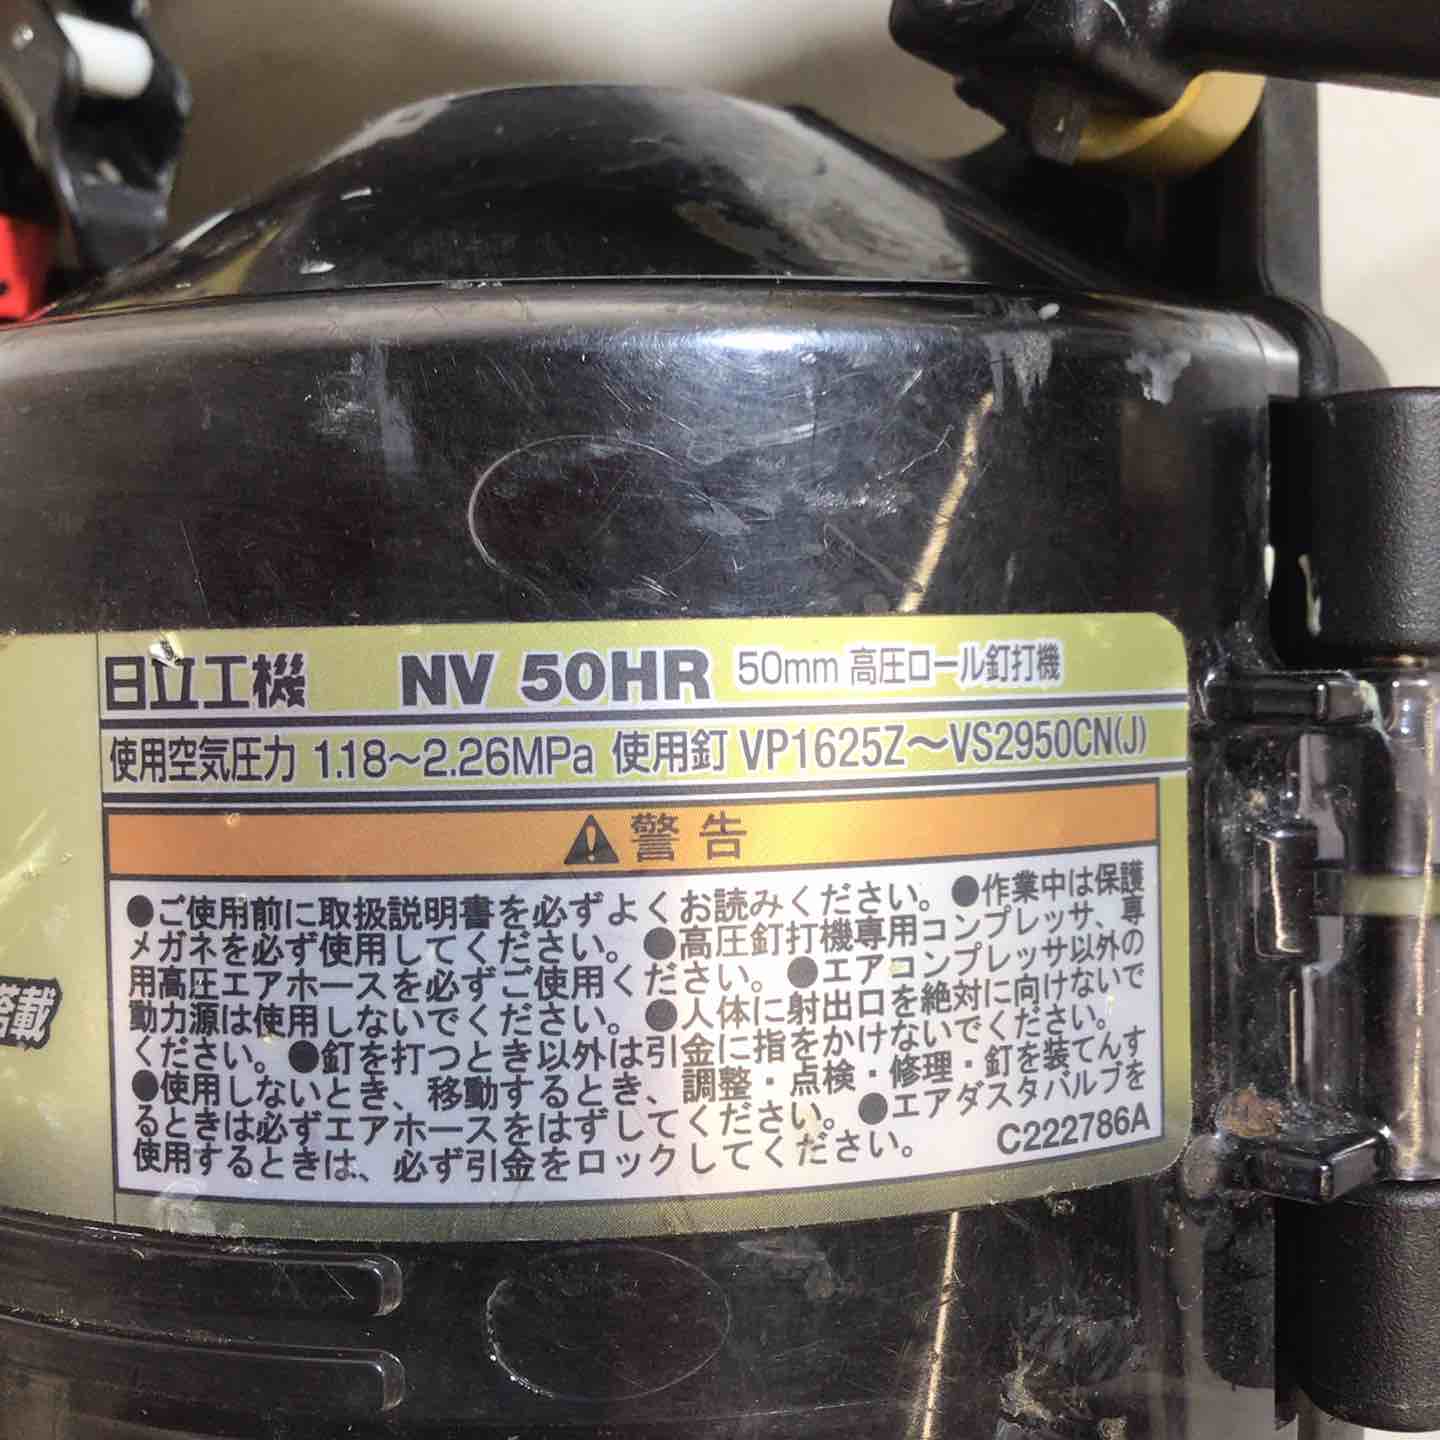 日立工機 NV 50HR 50mm 高圧ロール釘打機
使用空気圧力 1.18〜2.26MPa 使用釘 VP1625Z〜VS2950CN(J)
警告
●ご使用前に取扱説明書を必ずよくお読みください。●作業中は保護
メガネを必ず使用してください。●高圧釘打機専用コンプレッサ、専
用高圧エアホースを必ずご使用ください。●エアコンプレッサ以外の
動力源は使用しないでください。●人体に射出口を絶対に向けないで
ください。●釘を打つとき以外は引金に指をかけないでください。
●使用しないとき、移動するとき、調整・点検・修理・釘を装てんす
るときは必ずエアホースをはずしてください。●エアダスタバルブを
使用するときは、必ず引金をロックしてください。
C222786A
搭載